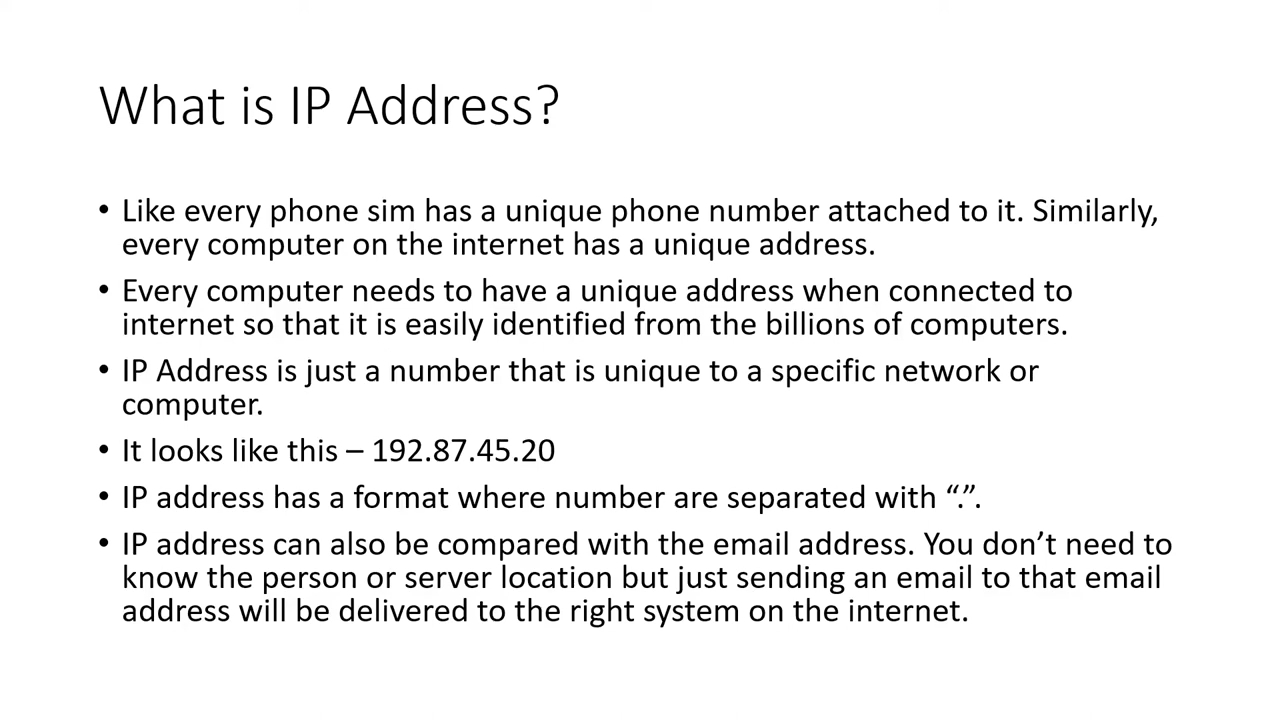 What is IP Address?
• Like every phone sim has a unique phone number attached to it. Similarly,
every computer on the internet has a unique address.
• Every computer needs to have a unique address when connected to
internet so that it is easily identified from the billions of computers.
• IP Address is just a number that is unique to a specific network or
computer.
• It looks like this – 192.87.45.20
• IP address has a format where number are separated with “.”.
• IP address can also be compared with the email address. You don’t need to
know the person or server location but just sending an email to that email
address will be delivered to the right system on the internet.